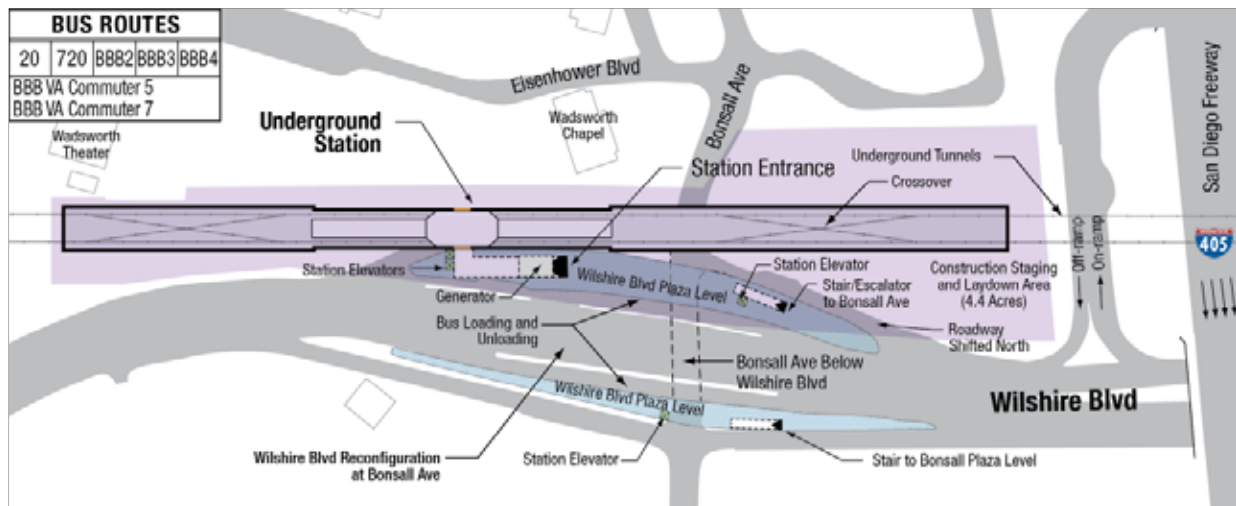 BUS ROUTES
20 720 BBB2 BBB3 BBB4
BBB VA Commuter 5
BBB VA Commuter 7
Wadsworth
Theater
Underground
Station
Eisenhower Blvd
Wadsworth
Chapel
Bonsall Ave
Station Entrance
Underground Tunnels
Crossover
San Diego Freeway
405
Off-ramp
On-ramp
Station Elevators
Generator
Wilshire Blvd Plaza Level
Station Elevator
Stair/Escalator
to Bonsall Ave
Construction Staging
and Laydown Area
(4.4 Acres)
Bus Loading and
Unloading
Roadway
Shifted North
Bonsall Ave Below
Wilshire Blvd
Wilshire Blvd Plaza Level
Wilshire Blvd
Wilshire Blvd Reconfiguration
at Bonsall Ave
Station Elevator
Stair to Bonsall Plaza Level